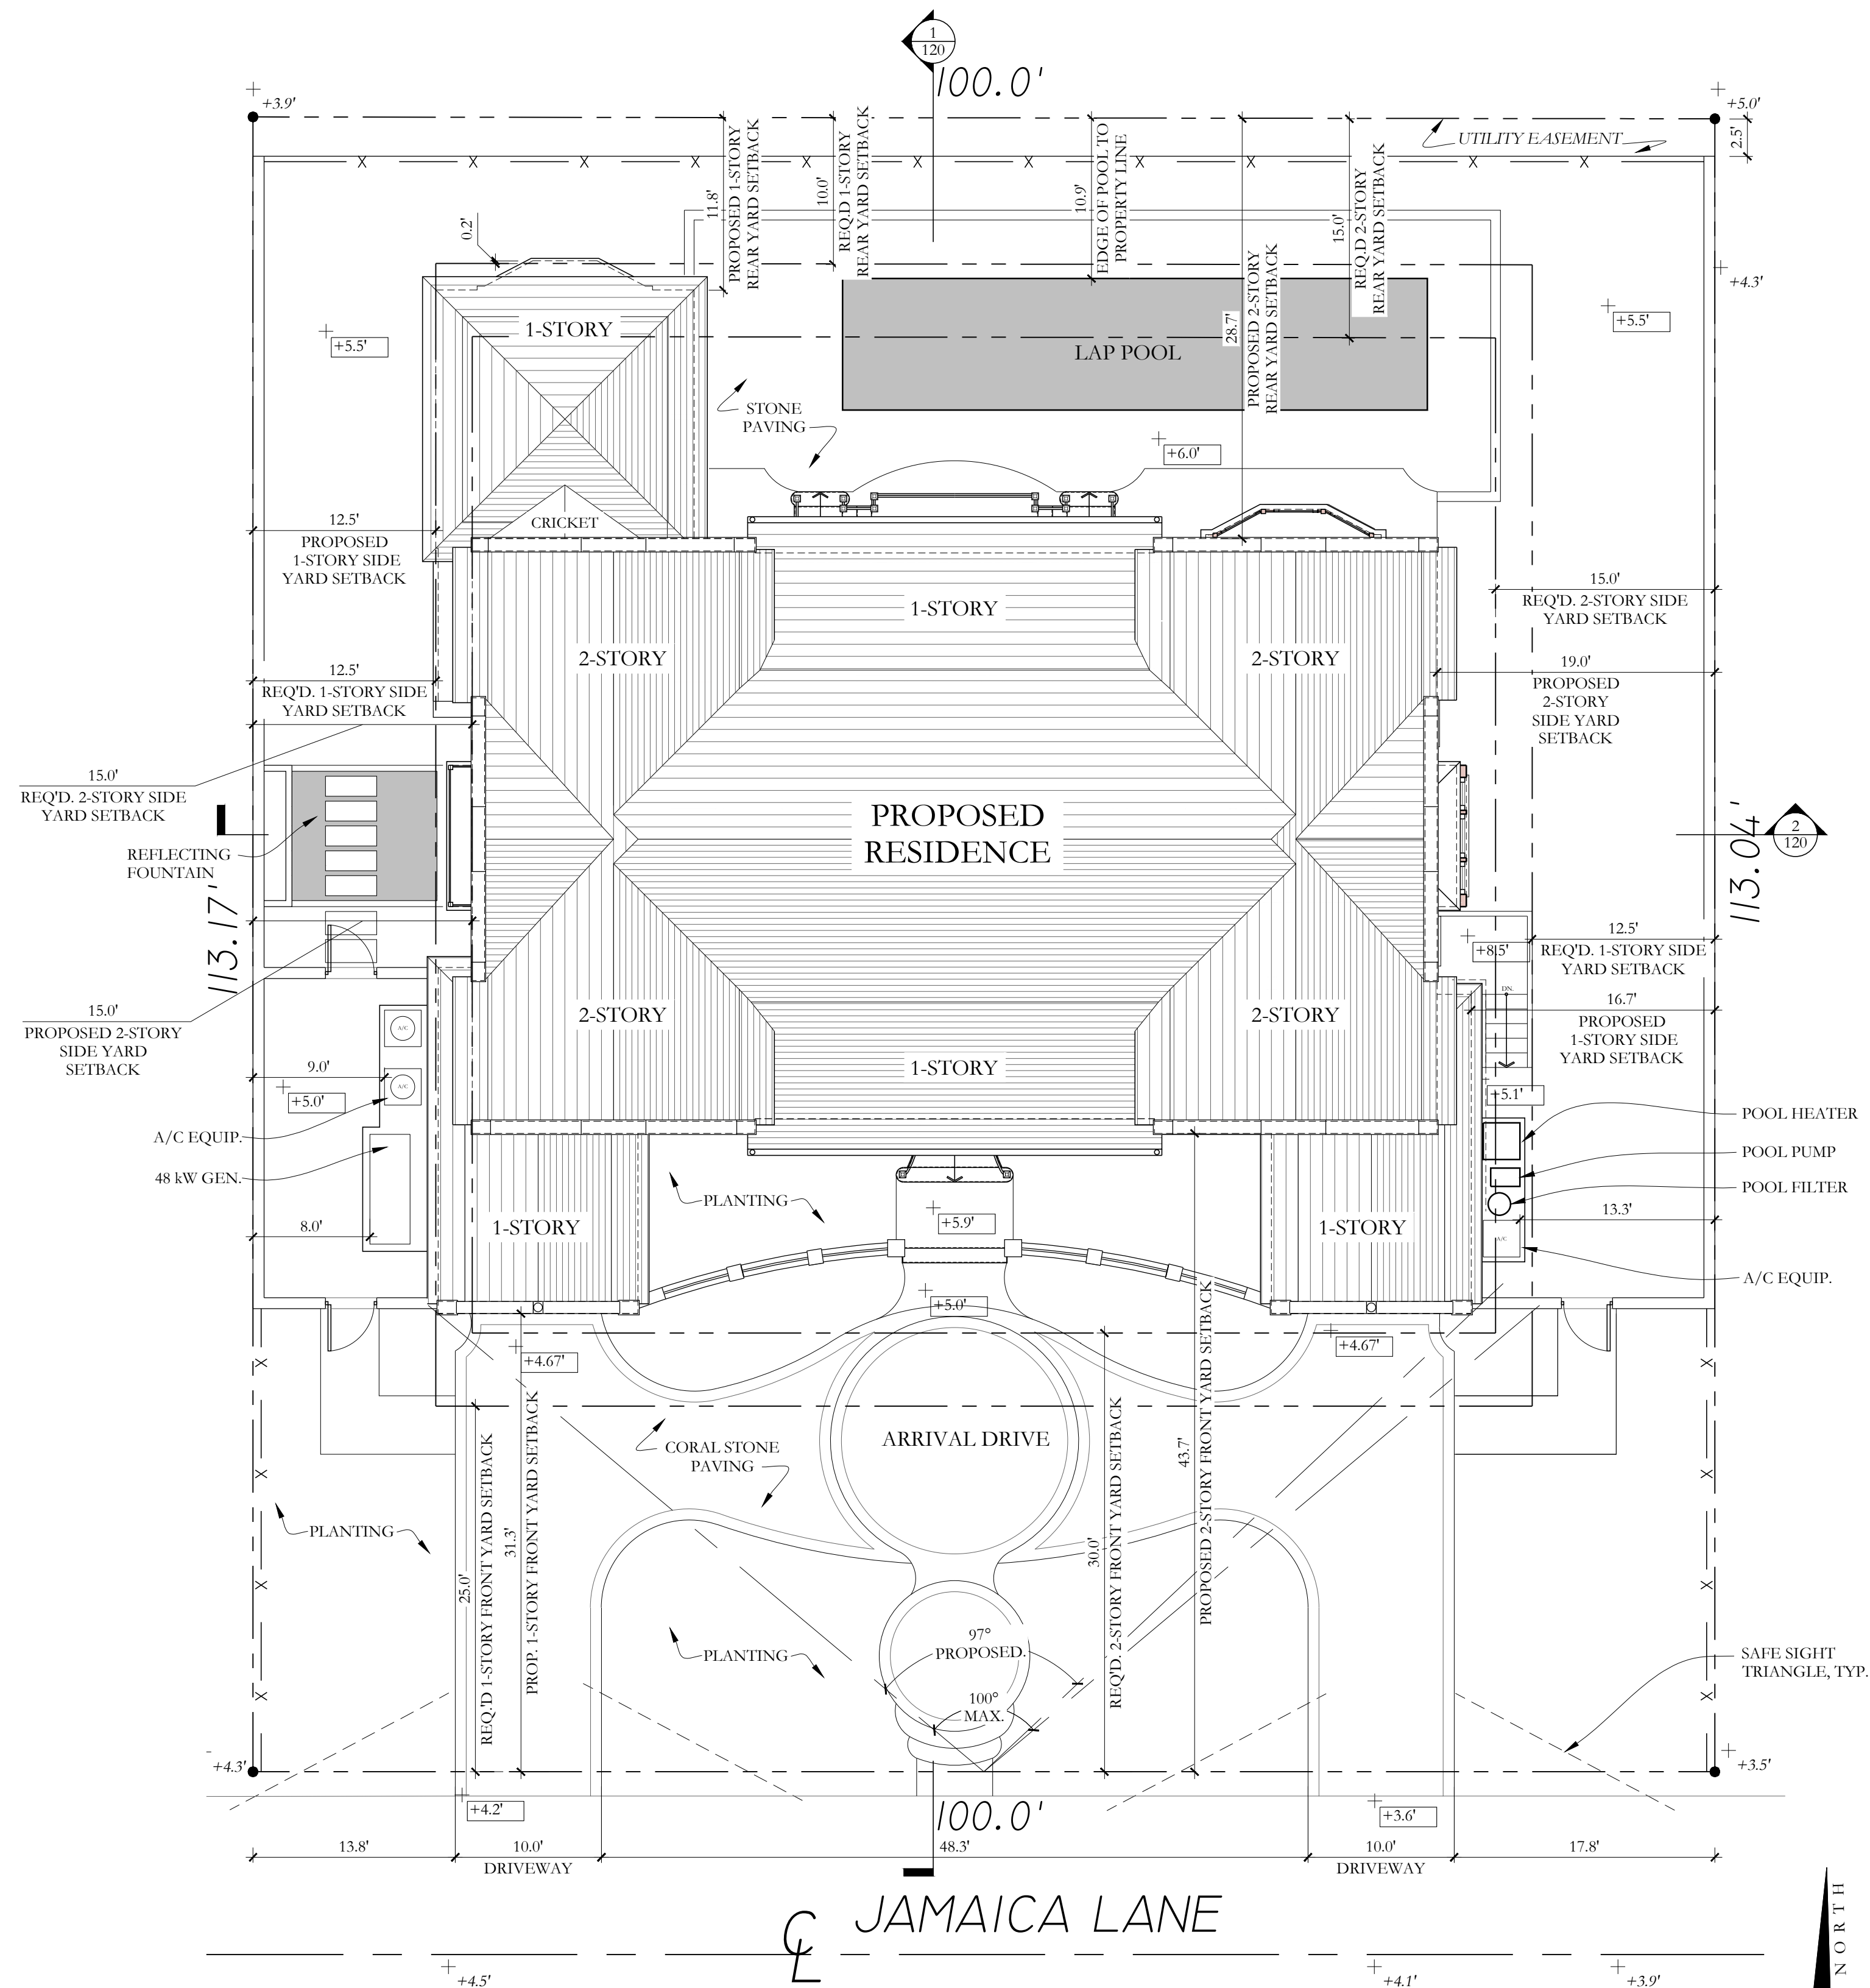 1
120
100.0'
+3.9'
+5.0'
2.5'
UTILITY EASEMENT
11.8'
PROPOSED 1-STORY
REAR YARD SETBACK
10.0'
REQ.D 1-STORY
REAR YARD SETBACK
10.9'
EDGE OF POOL TO
PROPERTY LINE
28.7'
PROPOSED 2-STORY
REAR YARD SETBACK
15.0'
REQ.D 2-STORY
REAR YARD SETBACK
0.2'
+4.3'
+5.5'
1-STORY
+5.5'
LAP POOL
STONE
PAVING
+6.0'
CRICKET
12.5'
PROPOSED
1-STORY SIDE
YARD SETBACK
15.0'
REQ'D. 2-STORY SIDE
YARD SETBACK
1-STORY
2-STORY
2-STORY
12.5'
REQ'D. 1-STORY SIDE
YARD SETBACK
19.0'
PROPOSED
2-STORY
SIDE YARD
SETBACK
15.0'
REQ'D. 2-STORY SIDE
YARD SETBACK
REFLECTING
FOUNTAIN
PROPOSED
RESIDENCE
2
120
113.17'
113.04'
12.5'
REQ'D. 1-STORY SIDE
YARD SETBACK
+8.5'
DN.
15.0'
PROPOSED 2-STORY
SIDE YARD
SETBACK
2-STORY
2-STORY
16.7'
PROPOSED
1-STORY SIDE
YARD SETBACK
A/C
A/C
9.0'
+5.0'
1-STORY
+5.1'
A/C EQUIP.
48 kW GEN.
8.0'
POOL HEATER
POOL PUMP
POOL FILTER
13.3'
A/C
A/C EQUIP.
PLANTING
1-STORY
1-STORY
+5.9'
+5.0'
+4.67'
+4.67'
25.0'
REQ.'D 1-STORY FRONT YARD SETBACK
31.3'
PROP. 1-STORY FRONT YARD SETBACK
CORAL STONE
PAVING
ARRIVAL DRIVE
30.0'
REQ'D. 2-STORY FRONT YARD SETBACK
43.7'
PROPOSED 2-STORY FRONT YARD SETBACK
PLANTING
PLANTING
97°
PROPOSED.
100°
MAX.
SAFE SIGHT
TRIANGLE, TYP.
+4.3'
+3.5'
+4.2'
100.0'
+3.6'
13.8'
10.0'
DRIVEWAY
48.3'
10.0'
DRIVEWAY
17.8'
CL JAMAICA LANE
NORTH
+4.5'
+4.1'
+3.9'